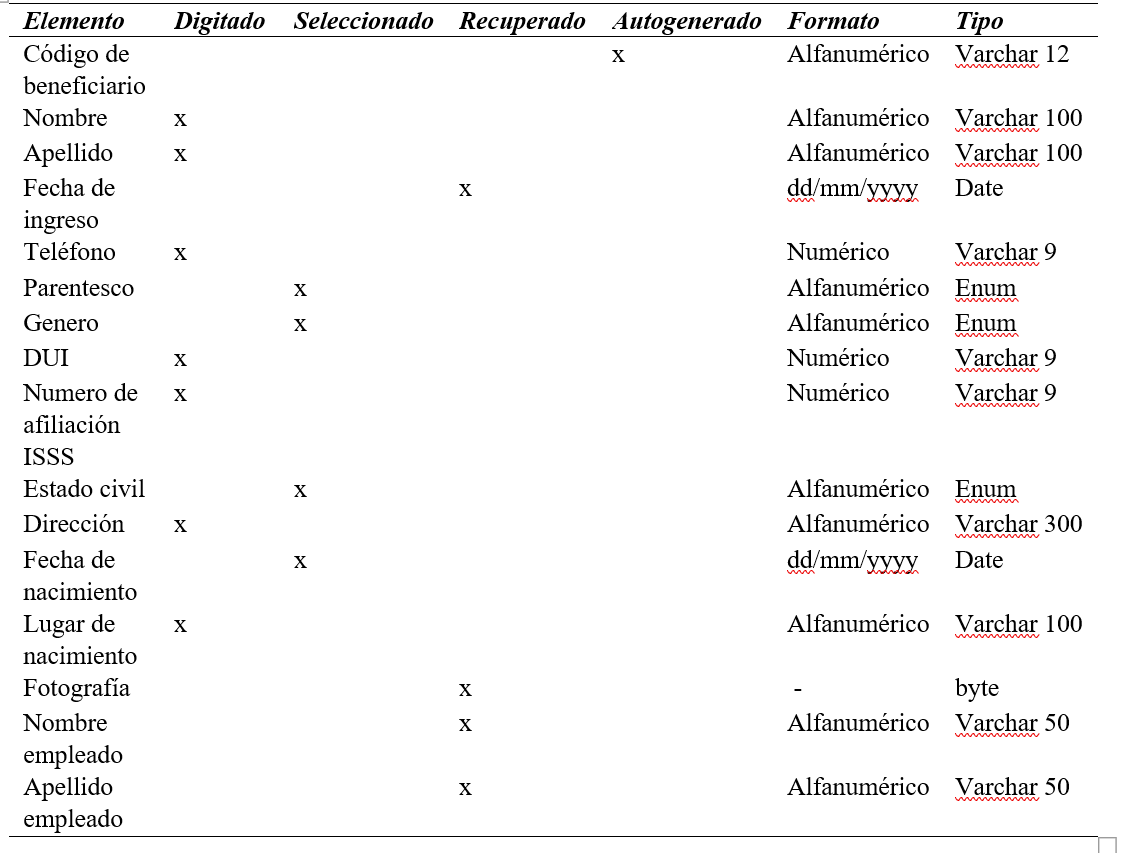 Elemento Digitado Seleccionado Recuperado Autogenerado Formato Tipo
Código de x Alfanumérico Varchar 12
beneficiario
Nombre x Alfanumérico Varchar 100
Apellido x Alfanumérico Varchar 100
Fecha de x dd/mm/yyyy Date
ingreso
Teléfono x Numérico Varchar 9
Parentesco x Alfanumérico Enum
Genero x Alfanumérico Enum
DUI x Numérico Varchar 9
Numero de x Numérico Varchar 9
afiliación
ISSS
Estado civil x Alfanumérico Enum
Dirección x Alfanumérico Varchar 300
Fecha de x dd/mm/yyyy Date
nacimiento
Lugar de x Alfanumérico Varchar 100
nacimiento
Fotografía x - byte
Nombre x Alfanumérico Varchar 50
empleado
Apellido x Alfanumérico Varchar 50
empleado